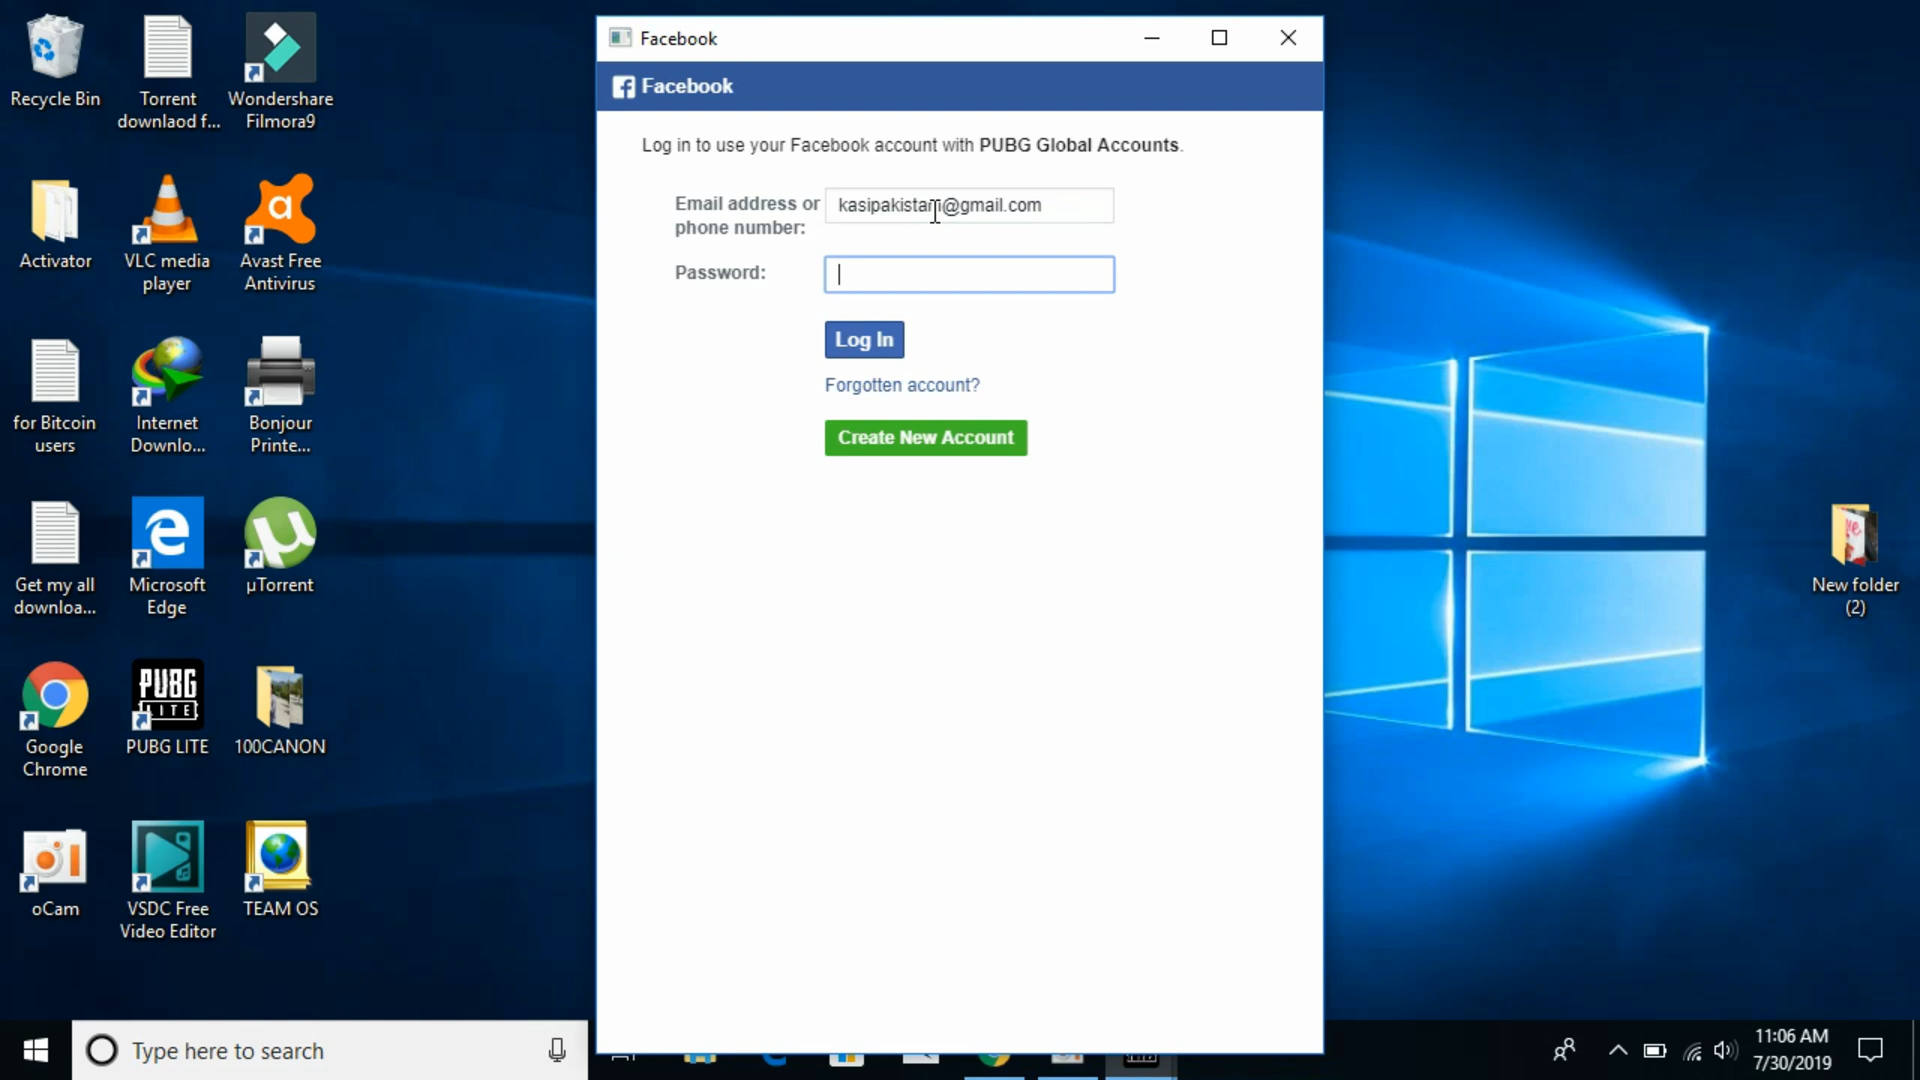 Recycle Bin
Torrent
downlaod f...
Wondershare
Filmora9
Activator
VLC media
player
Avast Free
Antivirus
for Bitcoin
users
Internet
Downlo...
Bonjour
Printe...
Get my all
downloa...
Microsoft
Edge
µTorrent
Google
Chrome
PUBG
LITE
PUBG LITE
100CANON
oCam
VSDC Free
Video Editor
TEAM OS
Facebook
Facebook
Log in to use your Facebook account with PUBG Global Accounts.
Email address or
phone number:
kasipakistan@gmail.com
Password:
Log In
Forgotten account?
Create New Account
New folder
(2)
Type here to search
11:06 AM
7/30/2019